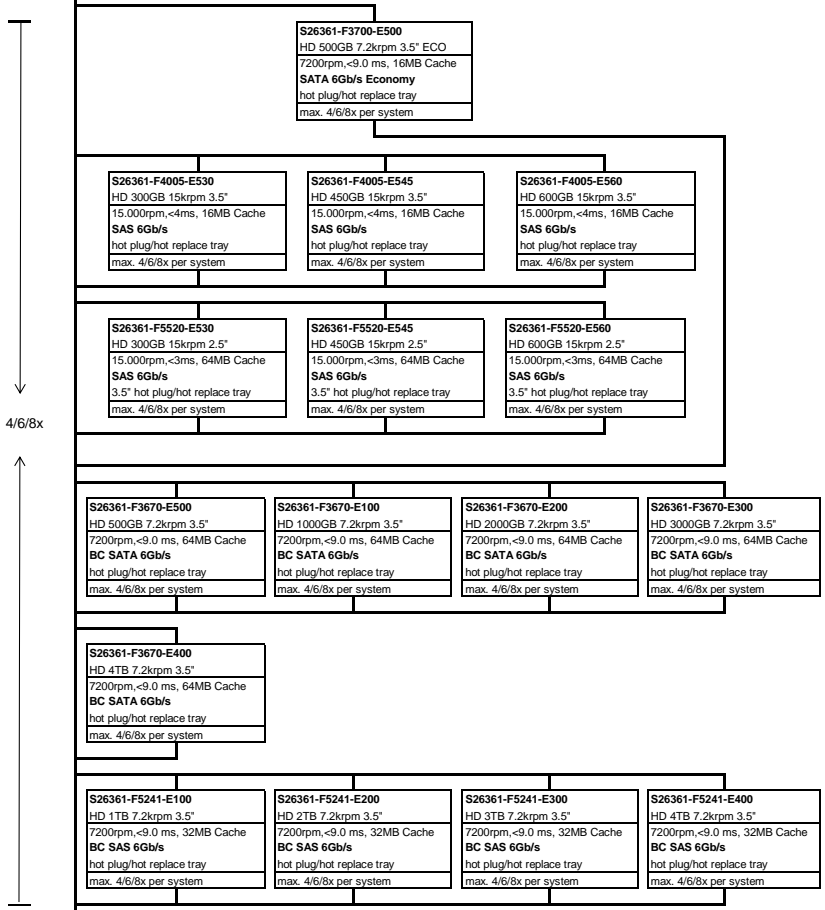 S26361-F3700-E500
HD 500GB 7.2krpm 3.5" ECO
7200rpm,<9.0 ms, 16MB Cache
SATA 6Gb/s Economy
hot plug/hot replace tray
max. 4/6/8x per system
S26361-F4005-E530
HD 300GB 15krpm 3.5"
15.000rpm,<4ms, 16MB Cache
SAS 6Gb/s
hot plug/hot replace tray
max. 4/6/8x per system
S26361-F4005-E545
HD 450GB 15krpm 3.5"
15.000rpm,<4ms, 16MB Cache
SAS 6Gb/s
hot plug/hot replace tray
max. 4/6/8x per system
S26361-F4005-E560
HD 600GB 15krpm 3.5"
15.000rpm,<4ms, 16MB Cache
SAS 6Gb/s
hot plug/hot replace tray
max. 4/6/8x per system
S26361-F5520-E530
HD 300GB 15krpm 2.5"
15.000rpm,<3ms, 64MB Cache
SAS 6Gb/s
3.5" hot plug/hot replace tray
max. 4/6/8x per system
S26361-F5520-E545
HD 450GB 15krpm 2.5"
15.000rpm,<3ms, 64MB Cache
SAS 6Gb/s
3.5" hot plug/hot replace tray
max. 4/6/8x per system
S26361-F5520-E560
HD 600GB 15krpm 2.5"
15.000rpm,<3ms, 64MB Cache
SAS 6Gb/s
3.5" hot plug/hot replace tray
max. 4/6/8x per system
4/6/8x
S26361-F3670-E500
HD 500GB 7.2krpm 3.5"
7200rpm,<9.0 ms, 64MB Cache
BC SATA 6Gb/s
hot plug/hot replace tray
max. 4/6/8x per system
S26361-F3670-E100
HD 1000GB 7.2krpm 3.5"
7200rpm,<9.0 ms, 64MB Cache
BC SATA 6Gb/s
hot plug/hot replace tray
max. 4/6/8x per system
S26361-F3670-E200
HD 2000GB 7.2krpm 3.5"
7200rpm,<9.0 ms, 64MB Cache
BC SATA 6Gb/s
hot plug/hot replace tray
max. 4/6/8x per system
S26361-F3670-E300
HD 3000GB 7.2krpm 3.5"
7200rpm,<9.0 ms, 64MB Cache
BC SATA 6Gb/s
hot plug/hot replace tray
max. 4/6/8x per system
S26361-F3670-E400
HD 4TB 7.2krpm 3.5"
7200rpm,<9.0 ms, 64MB Cache
BC SATA 6Gb/s
hot plug/hot replace tray
max. 4/6/8x per system
S26361-F5241-E100
HD 1TB 7.2krpm 3.5"
7200rpm,<9.0 ms, 32MB Cache
BC SAS 6Gb/s
hot plug/hot replace tray
max. 4/6/8x per system
S26361-F5241-E200
HD 2TB 7.2krpm 3.5"
7200rpm,<9.0 ms, 32MB Cache
BC SAS 6Gb/s
hot plug/hot replace tray
max. 4/6/8x per system
S26361-F5241-E300
HD 3TB 7.2krpm 3.5"
7200rpm,<9.0 ms, 32MB Cache
BC SAS 6Gb/s
hot plug/hot replace tray
max. 4/6/8x per system
S26361-F5241-E400
HD 4TB 7.2krpm 3.5"
7200rpm,<9.0 ms, 32MB Cache
BC SAS 6Gb/s
hot plug/hot replace tray
max. 4/6/8x per system